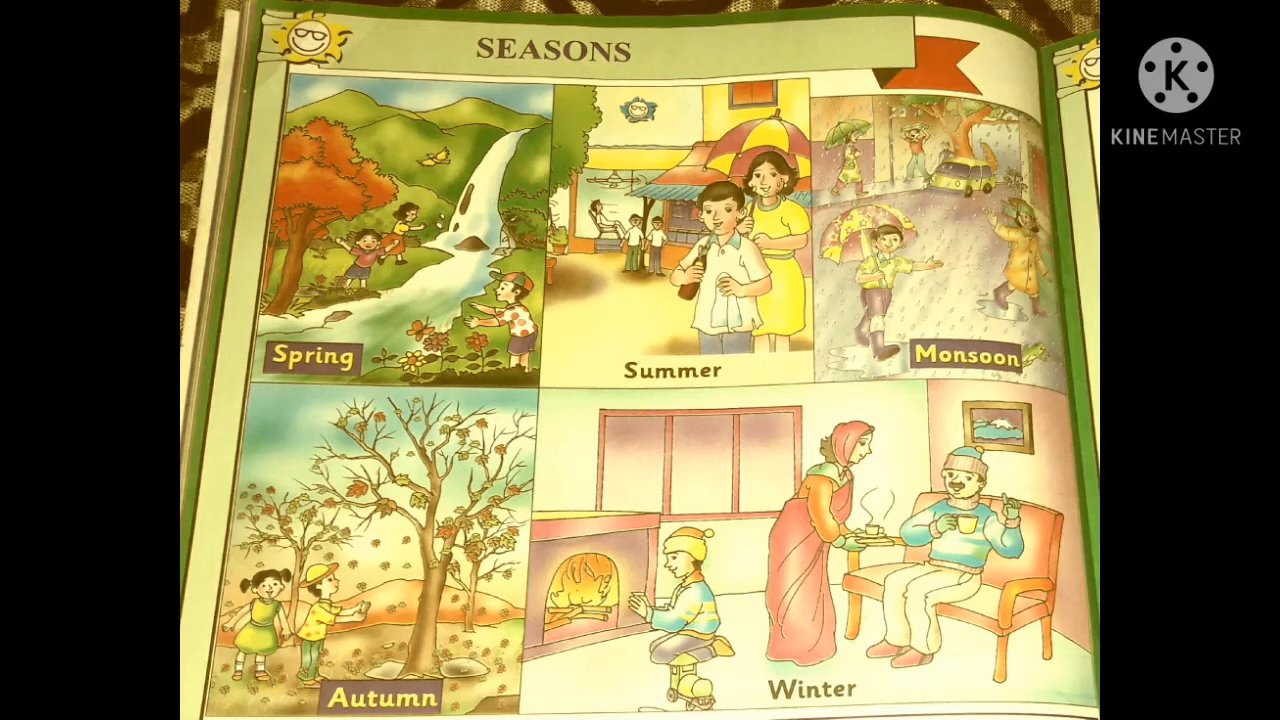 SEASONS
Spring
Summer
Monsoon
Autumn
Winter
KINEMASTER